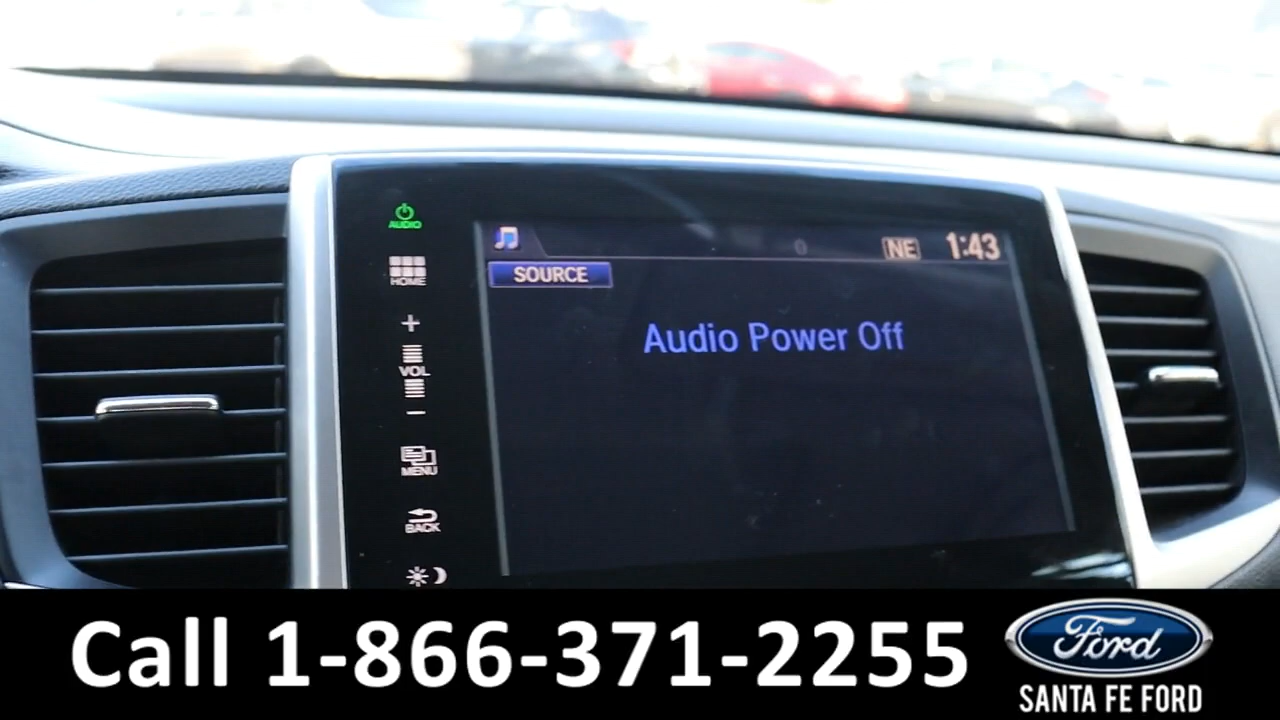 AUDIO
HOME
VOL
MENU
BACK
NE 1:43
SOURCE
Audio Power Off
Call 1-866-371-2255
Ford
SANTA FE FORD